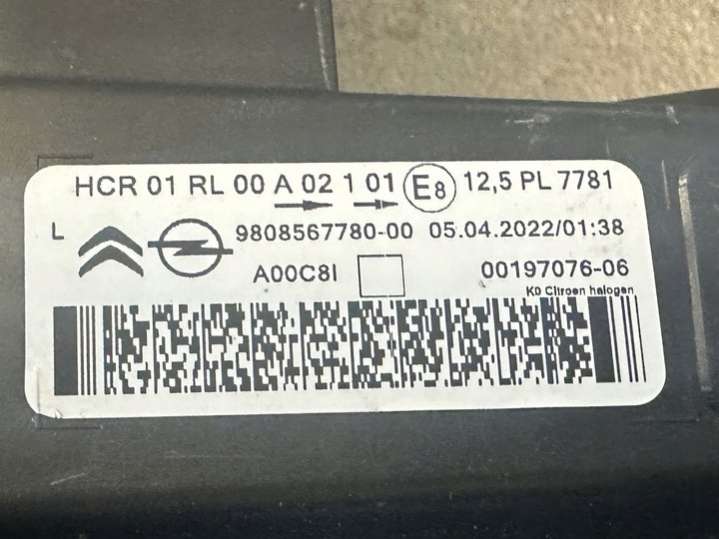 HCR 01 RL 00 A 02 1 01 E8 12,5 PL 7781
L 9808567780-00 05.04.2022/01:38
A00C8I 00197076-06
K0 Citroen halogen